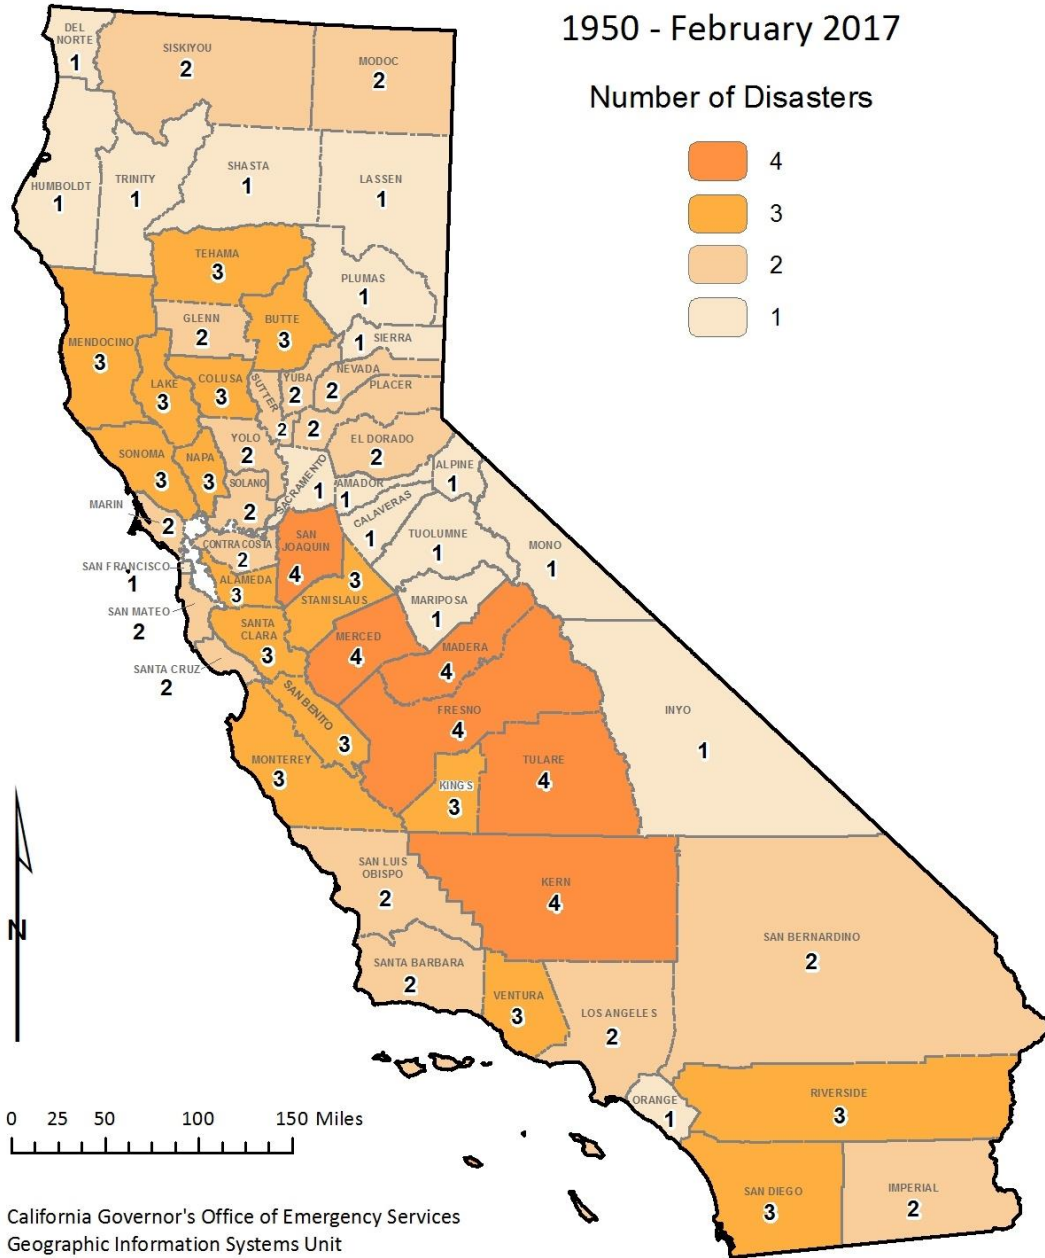 1950 - February 2017
Number of Disasters
4
3
2
1
DEL
NORTE
1
SISKIYOU
2
MODOC
2
HUMBOLDT
1
TRINITY
1
SHASTA
1
LASSEN
1
TEHAMA
3
PLUMAS
1
GLENN
2
BUTTE
3
1 SIERRA
MENDOCINO
3
LAKE
3
COLUSA
3
SUTTER
2
YUBA
2
NEVADA
2
PLACER
2
SONOMA
3
NAPA
3
YOLO
2
SOLANO
2
EL DORADO
2
SACRAMENTO
1
AMADOR
1
ALPINE
1
CALAVERAS
1
TUOLUMNE
1
MONO
1
MARIN
2
CONTRA COSTA
2
SAN
JOAQUIN
4
SAN FRANCISCO
1
ALAMEDA
3
STANISLAUS
3
MARIPOSA
1
SAN MATEO
2
SANTA
CLARA
3
MERCED
4
MADERA
4
SANTA CRUZ
2
SAN BENITO
3
FRESNO
4
INYO
1
MONTEREY
3
KINGS
3
TULARE
4
SAN LUIS
OBISPO
2
KERN
4
SAN BERNARDINO
2
SANTA BARBARA
2
VENTURA
3
LOS ANGELES
2
ORANGE
1
RIVERSIDE
3
SAN DIEGO
3
IMPERIAL
2
N
0 25 50 100 150 Miles
California Governor's Office of Emergency Services
Geographic Information Systems Unit